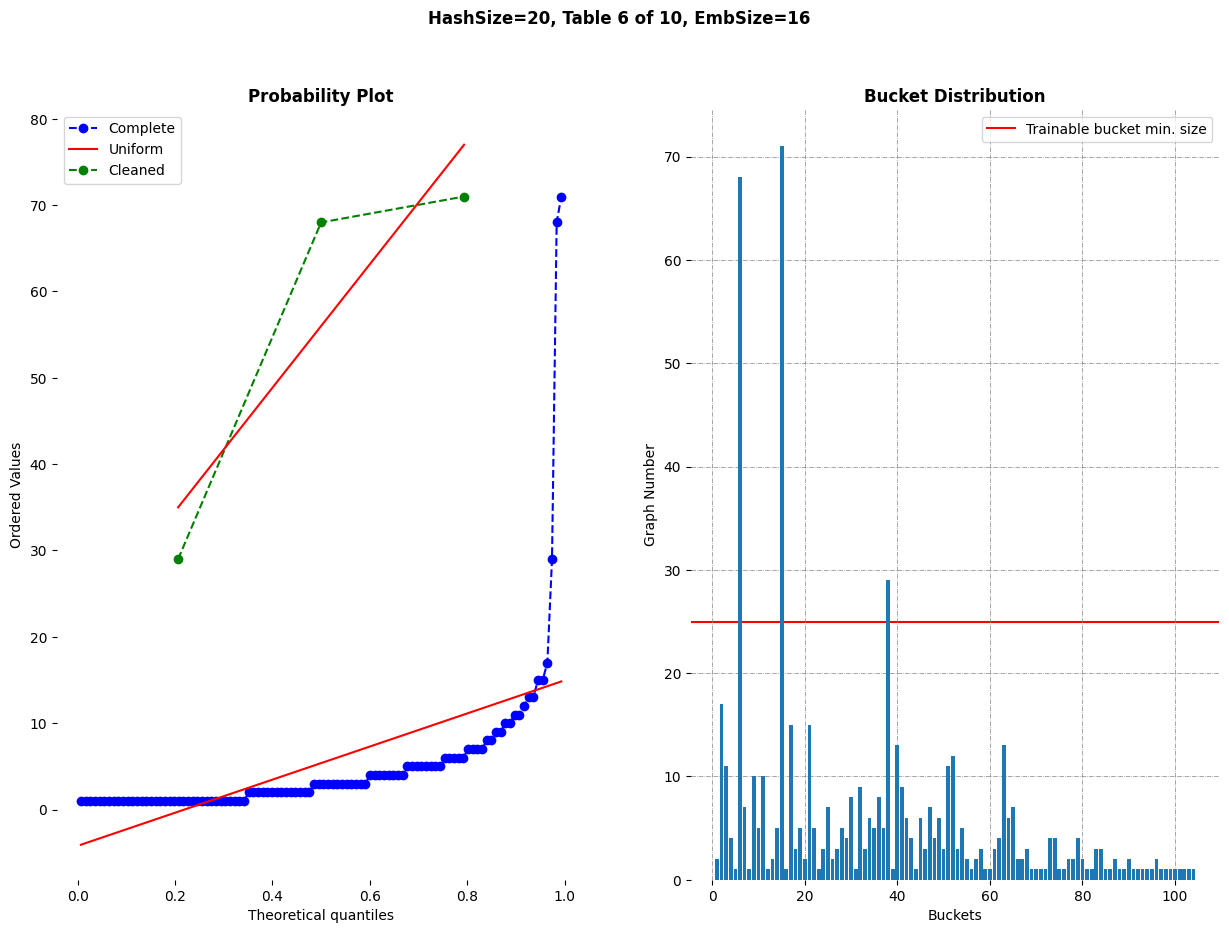 HashSize=20, Table 6 of 10, EmbSize=16
Probability Plot
Complete
Uniform
Cleaned
80
70
60
50
40
30
20
10
0
0.0 0.2 0.4 0.6 0.8 1.0
Ordered Values
Theoretical quantiles
Bucket Distribution
Trainable bucket min. size
70
60
50
40
30
20
10
0
0 20 40 60 80 100
Graph Number
Buckets